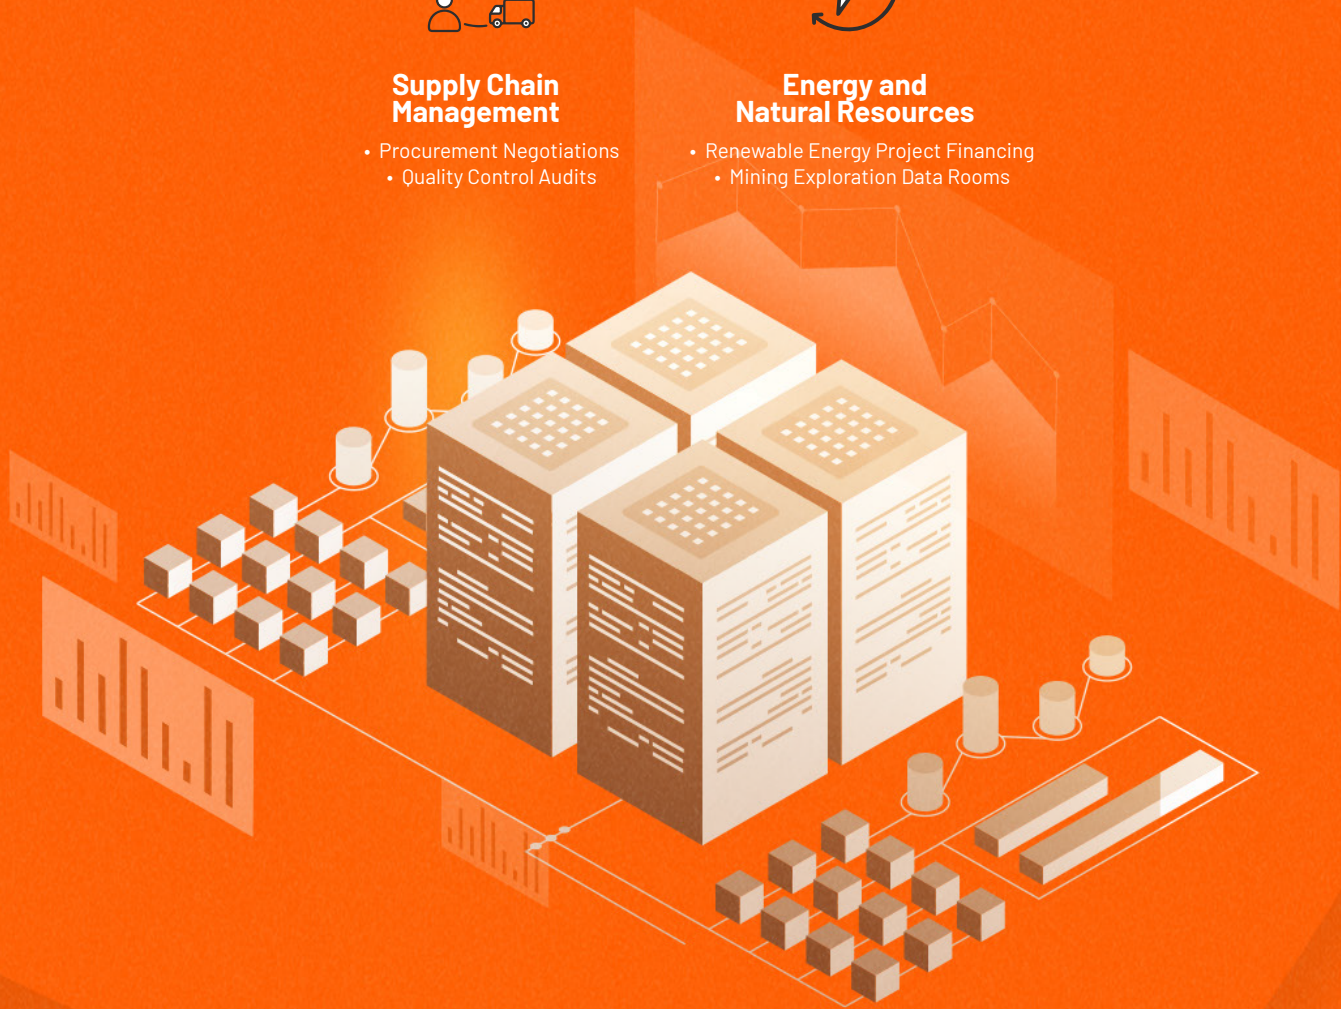 Supply Chain
Management
• Procurement Negotiations
• Quality Control Audits
Energy and
Natural Resources
• Renewable Energy Project Financing
• Mining Exploration Data Rooms